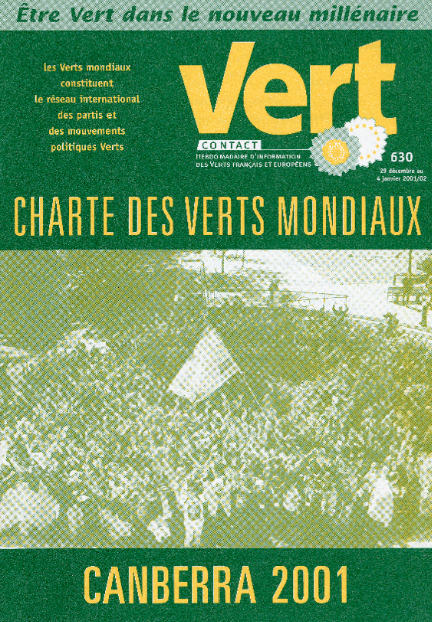 Être Vert dans le nouveau millénaire
les Verts mondiaux
constituent
le réseau international
des partis et
des mouvements
politiques Verts
Vert
CONTACT
HEBDOMADAIRE D'INFORMATION
DES VERTS FRANÇAIS ET EUROPÉENS
630
29 décembre au
4 janvier 2001/02
CHARTE DES VERTS MONDIAUX
CANBERRA 2001